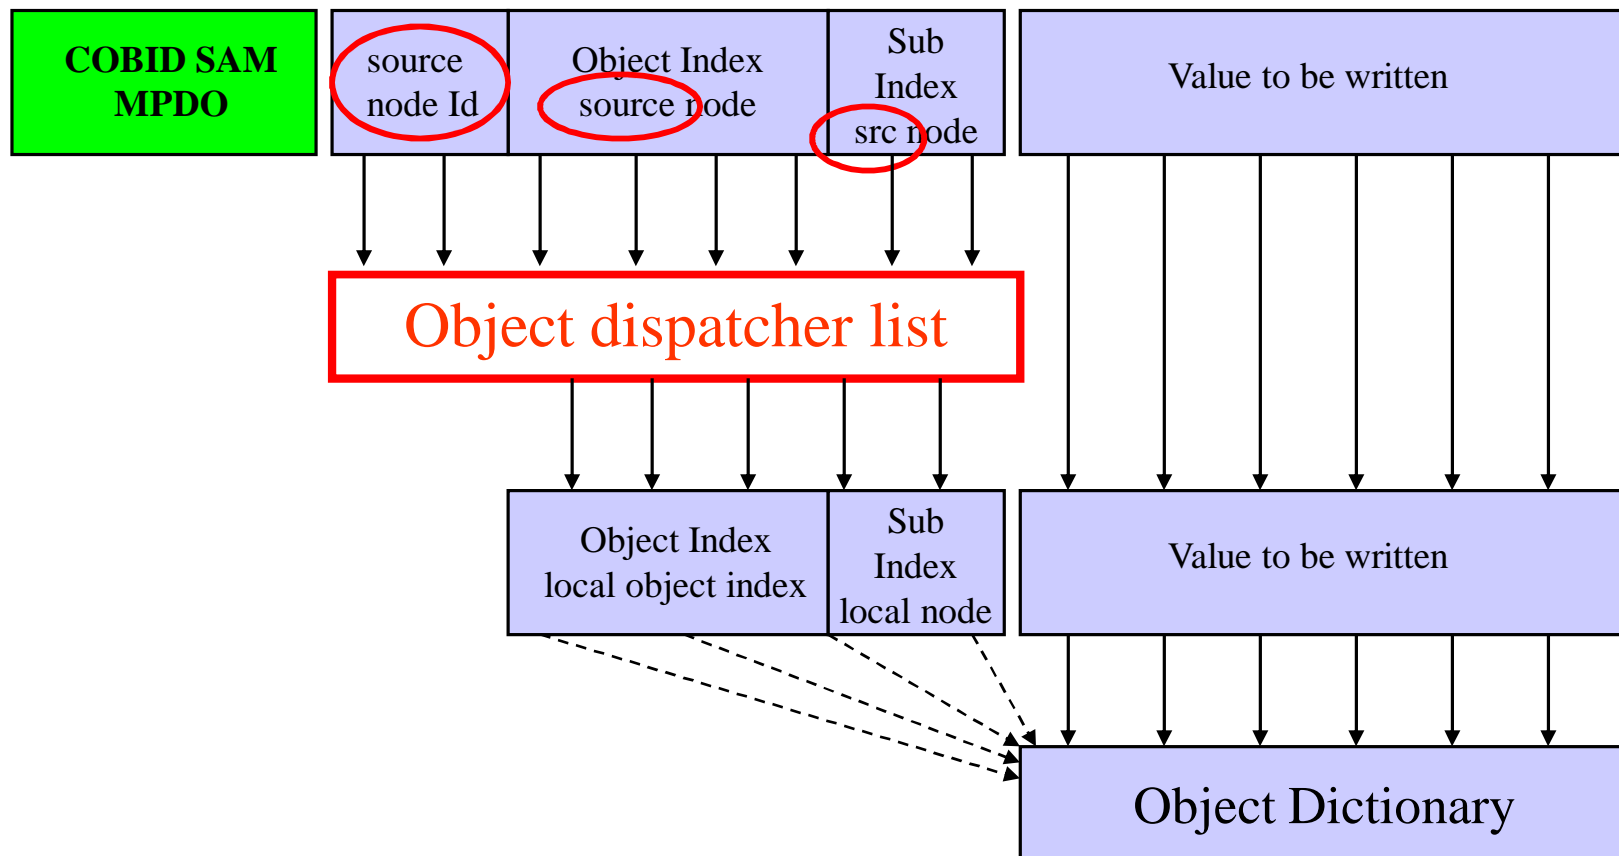 COBID SAM
MPDO
source
node Id
Object Index
source node
Sub
Index
src node
Value to be written
Object dispatcher list
Object Index
local object index
Sub
Index
local node
Value to be written
Object Dictionary